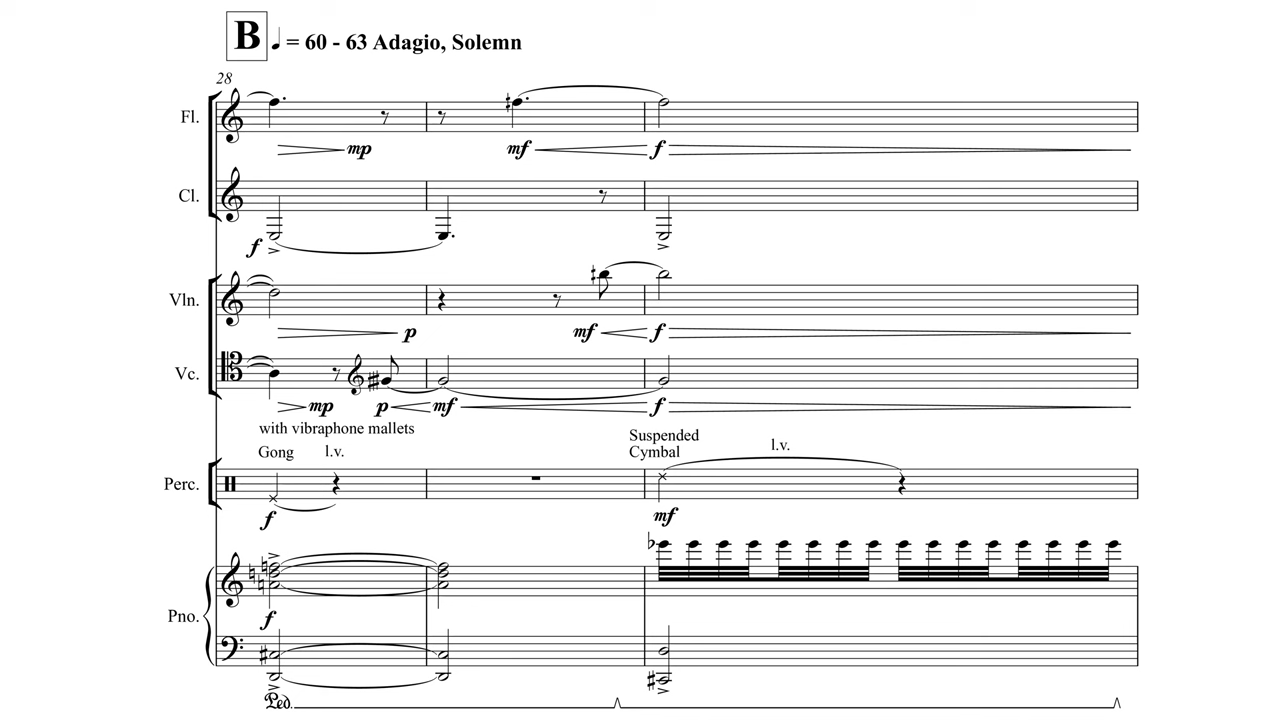 B ♩ = 60 - 63 Adagio, Solemn
28
Fl.
mp mf f
Cl.
f
Vln.
p mf f
Vc.
mp p mf f
with vibraphone mallets
Gong l.v.
Suspended
Cymbal l.v.
Perc.
f mf
Pno.
f
Ped.